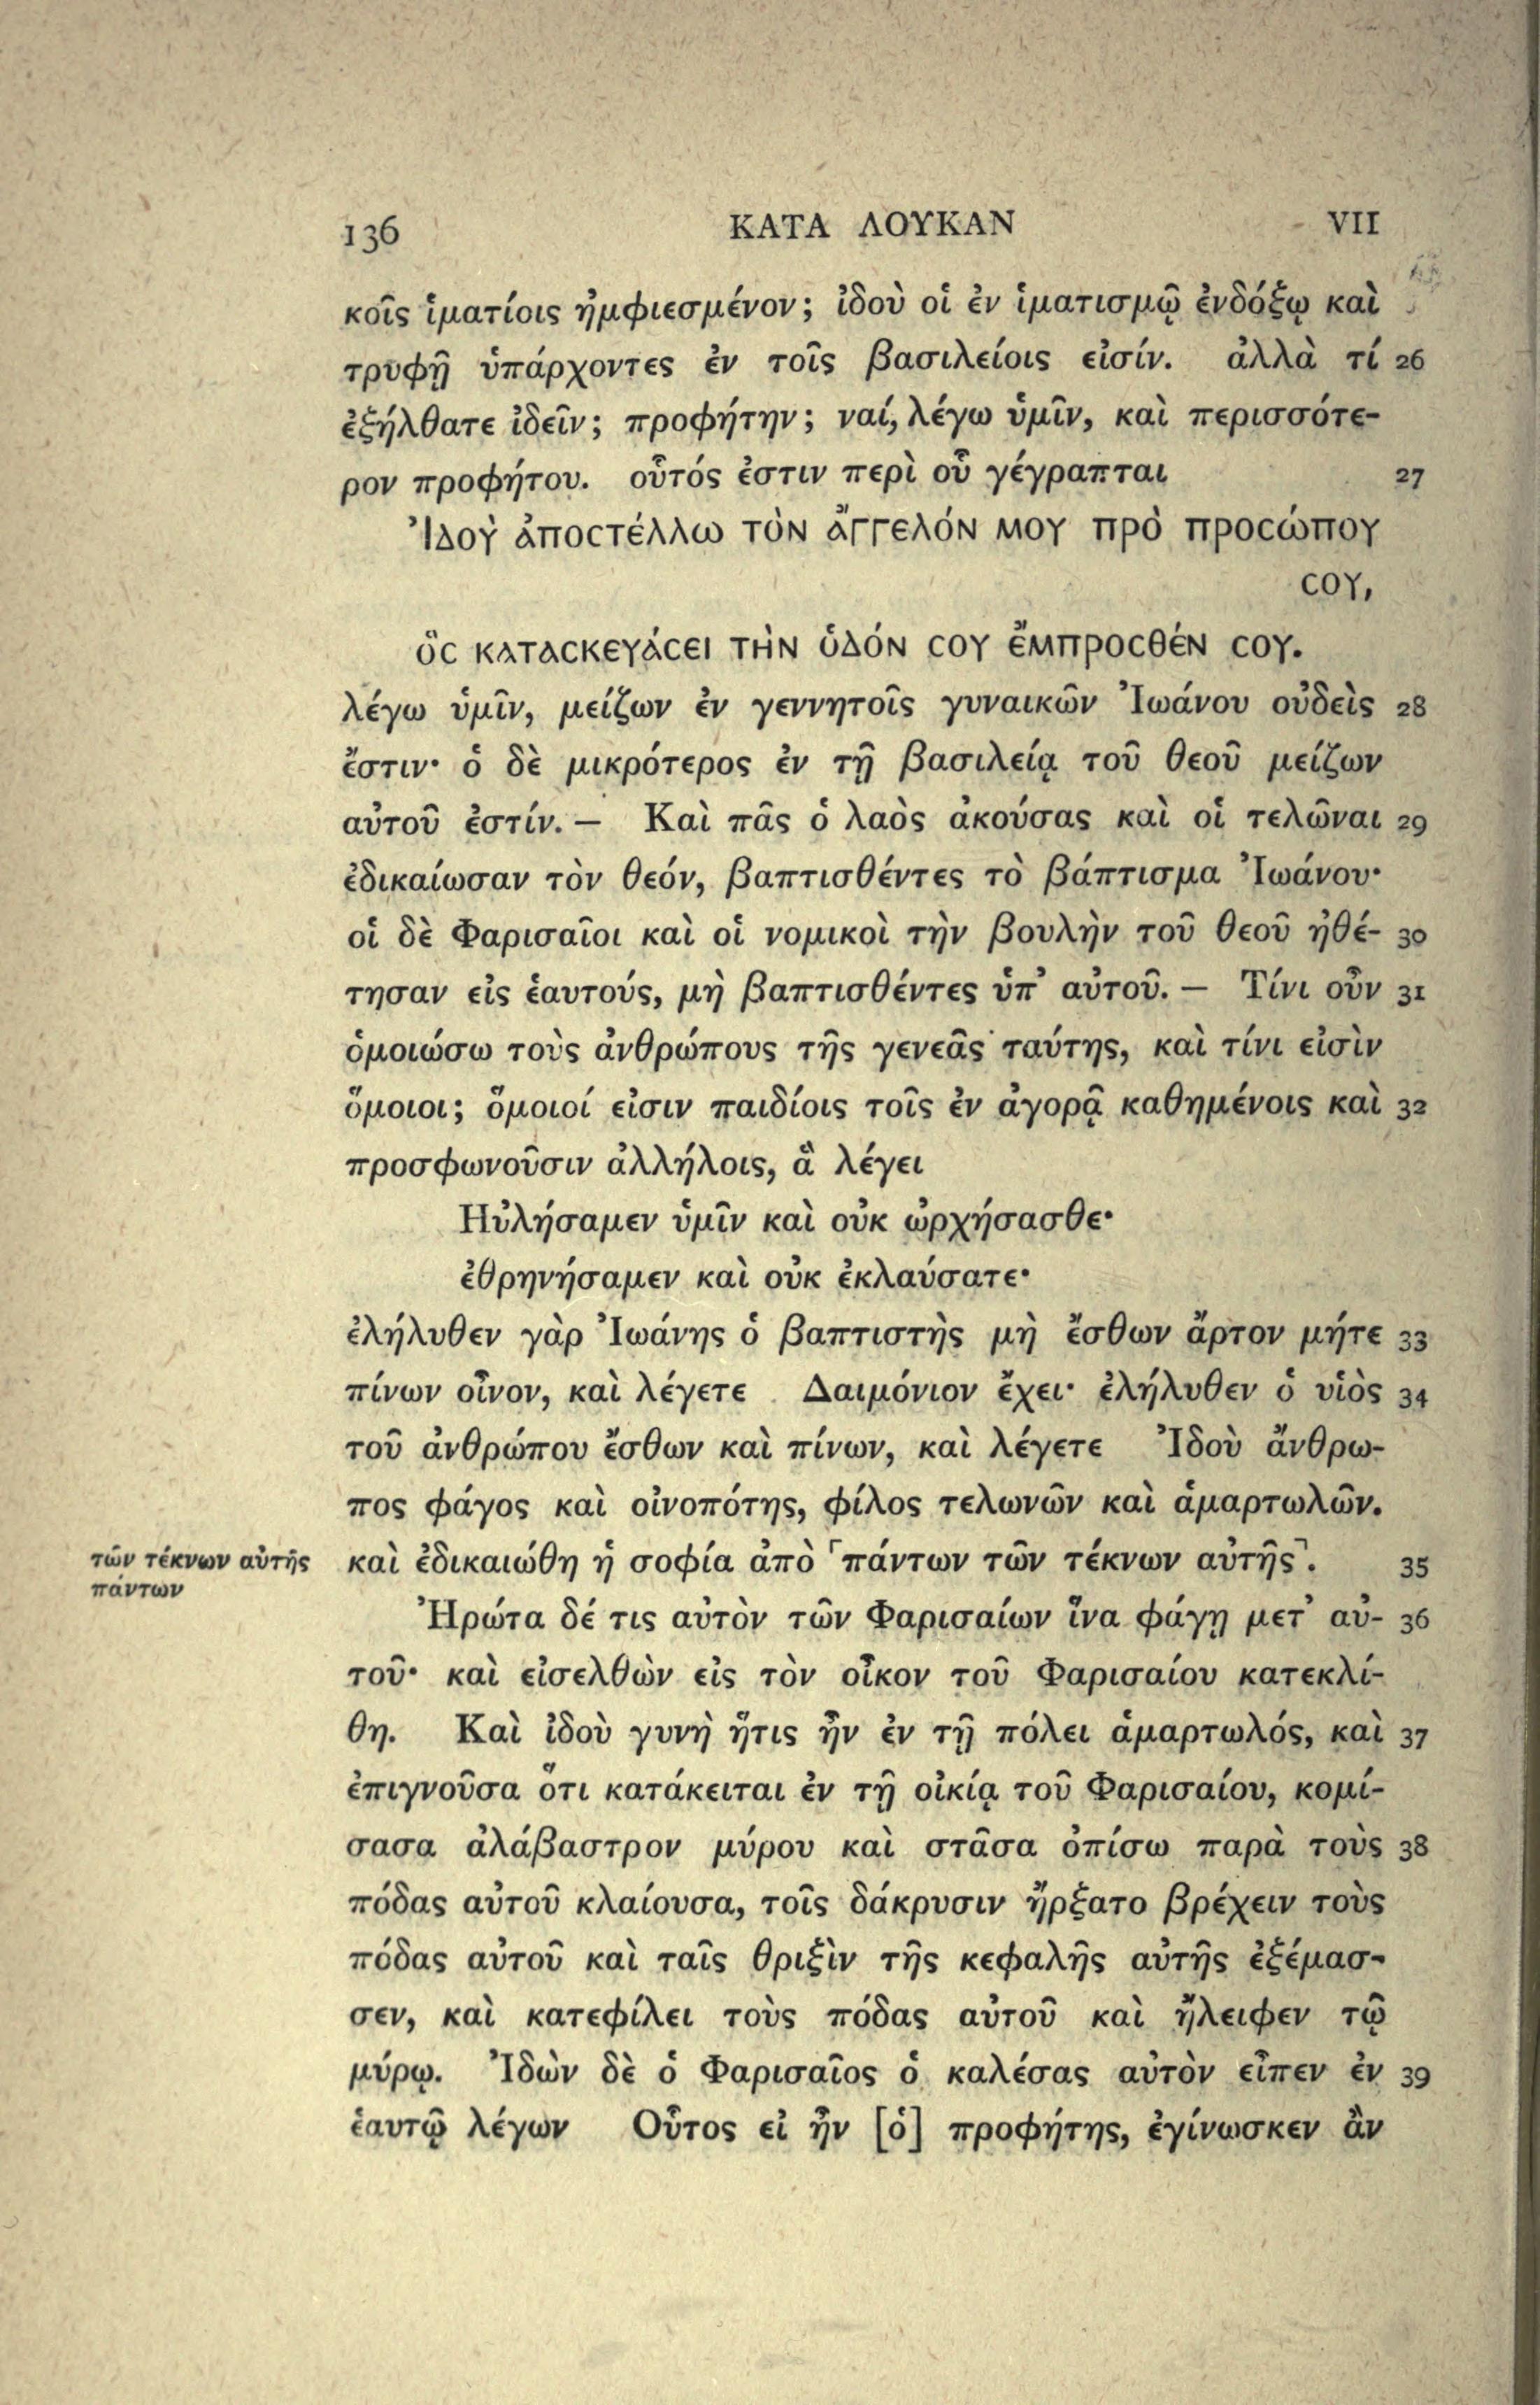 136 ΚΑΤΑ ΛΟΥΚΑΝ VII
κοῖς ἱματίοις ἠμφιεσμένον; ἰδοὺ οἱ ἐν ἱματισμῷ ἐνδόξῳ καὶ
τρυφῇ ὑπάρχοντες ἐν τοῖς βασιλείοις εἰσίν. ἀλλὰ τί 26
ἐξήλθατε ἰδεῖν; προφήτην; ναί, λέγω ὑμῖν, καὶ περισσότε-
ρον προφήτου. οὗτός ἐστιν περὶ οὗ γέγραπται 27
Ἰδοὺ ἀποστέλλω τὸν ἄγγελόν μου πρὸ προσώπου
σου,
ὃς κατασκευάσει τὴν ὁδόν σου ἔμπροσθέν σου.
λέγω ὑμῖν, μείζων ἐν γεννητοῖς γυναικῶν Ἰωάνου οὐδεὶς 28
ἔστιν· ὁ δὲ μικρότερος ἐν τῇ βασιλείᾳ τοῦ θεοῦ μείζων
αὐτοῦ ἐστίν. — Καὶ πᾶς ὁ λαὸς ἀκούσας καὶ οἱ τελῶναι 29
ἐδικαίωσαν τὸν θεόν, βαπτισθέντες τὸ βάπτισμα Ἰωάνου·
οἱ δὲ Φαρισαῖοι καὶ οἱ νομικοὶ τὴν βουλὴν τοῦ θεοῦ ἠθέ- 30
τησαν εἰς ἑαυτούς, μὴ βαπτισθέντες ὑπ’ αὐτοῦ. — Τίνι οὖν 31
ὁμοιώσω τοὺς ἀνθρώπους τῆς γενεᾶς ταύτης, καὶ τίνι εἰσὶν
ὅμοιοι; ὅμοιοί εἰσιν παιδίοις τοῖς ἐν ἀγορᾷ καθημένοις καὶ 32
προσφωνοῦσιν ἀλλήλοις, ἃ λέγει
Ηὐλήσαμεν ὑμῖν καὶ οὐκ ὠρχήσασθε·
ἐθρηνήσαμεν καὶ οὐκ ἐκλαύσατε·
ἐλήλυθεν γὰρ Ἰωάνης ὁ βαπτιστὴς μὴ ἔσθων ἄρτον μήτε 33
πίνων οἶνον, καὶ λέγετε Δαιμόνιον ἔχει· ἐλήλυθεν ὁ υἱὸς 34
τοῦ ἀνθρώπου ἔσθων καὶ πίνων, καὶ λέγετε Ἰδοὺ ἄνθρω-
πος φάγος καὶ οἰνοπότης, φίλος τελωνῶν καὶ ἁμαρτωλῶν.
τῶν τέκνων αὐτῆς
πάντων
καὶ ἐδικαιώθη ἡ σοφία ἀπὸ ⸀πάντων τῶν τέκνων αὐτῆς⸃. 35
Ἠρώτα δέ τις αὐτὸν τῶν Φαρισαίων ἵνα φάγῃ μετ’ αὐ- 36
τοῦ· καὶ εἰσελθὼν εἰς τὸν οἶκον τοῦ Φαρισαίου κατεκλί-
θη. Καὶ ἰδοὺ γυνὴ ἥτις ἦν ἐν τῇ πόλει ἁμαρτωλός, καὶ 37
ἐπιγνοῦσα ὅτι κατάκειται ἐν τῇ οἰκίᾳ τοῦ Φαρισαίου, κομί-
σασα ἀλάβαστρον μύρου καὶ στᾶσα ὀπίσω παρὰ τοὺς 38
πόδας αὐτοῦ κλαίουσα, τοῖς δάκρυσιν ἤρξατο βρέχειν τοὺς
πόδας αὐτοῦ καὶ ταῖς θριξὶν τῆς κεφαλῆς αὐτῆς ἐξέμασ-
σεν, καὶ κατεφίλει τοὺς πόδας αὐτοῦ καὶ ἤλειφεν τῷ
μύρῳ. Ἰδὼν δὲ ὁ Φαρισαῖος ὁ καλέσας αὐτὸν εἶπεν ἐν 39
ἑαυτῷ λέγων Οὗτος εἰ ἦν [ὁ] προφήτης, ἐγίνωσκεν ἂν